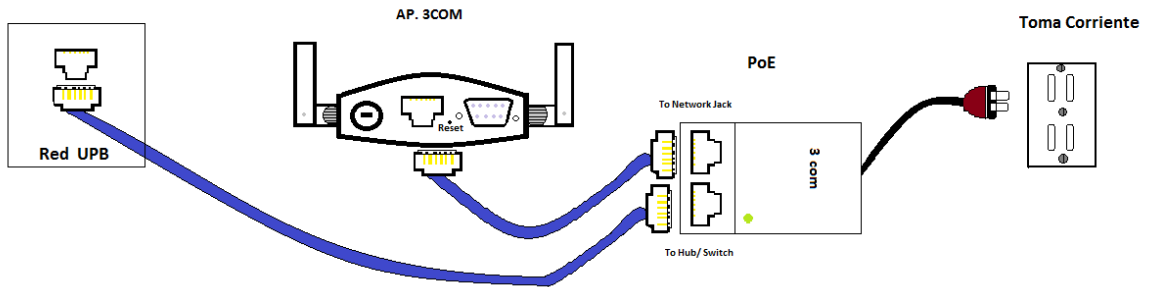 AP. 3COM
Toma Corriente
PoE
To Network Jack
Reset
Red UPB
3 com
To Hub/ Switch